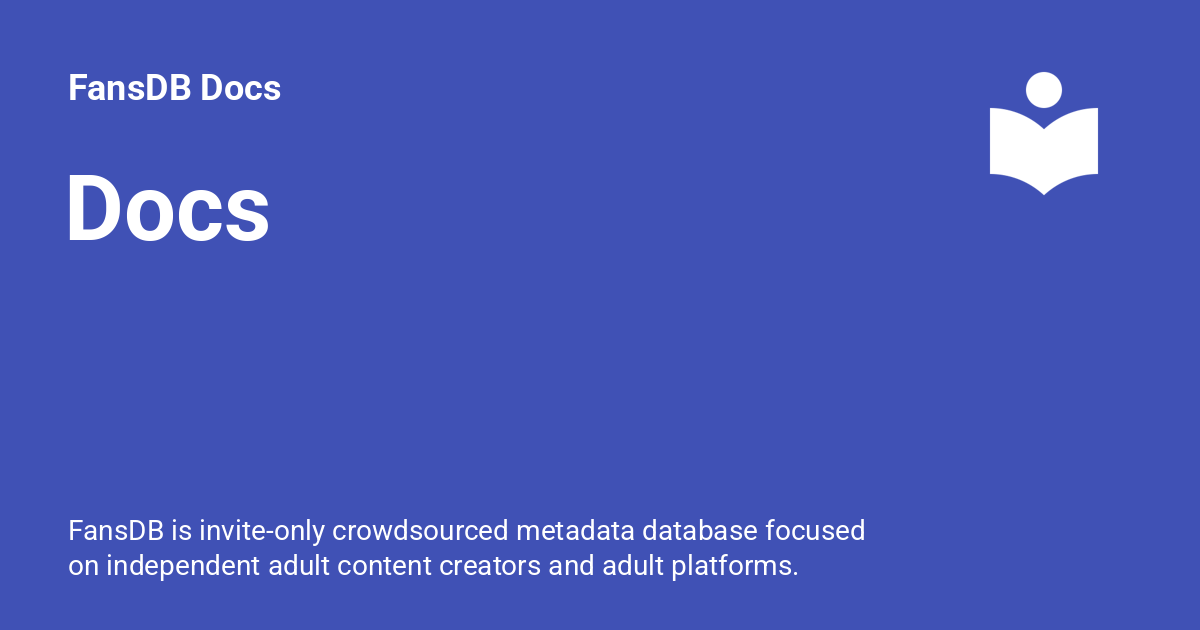 FansDB Docs
Docs
FansDB is invite-only crowdsourced metadata database focused
on independent adult content creators and adult platforms.